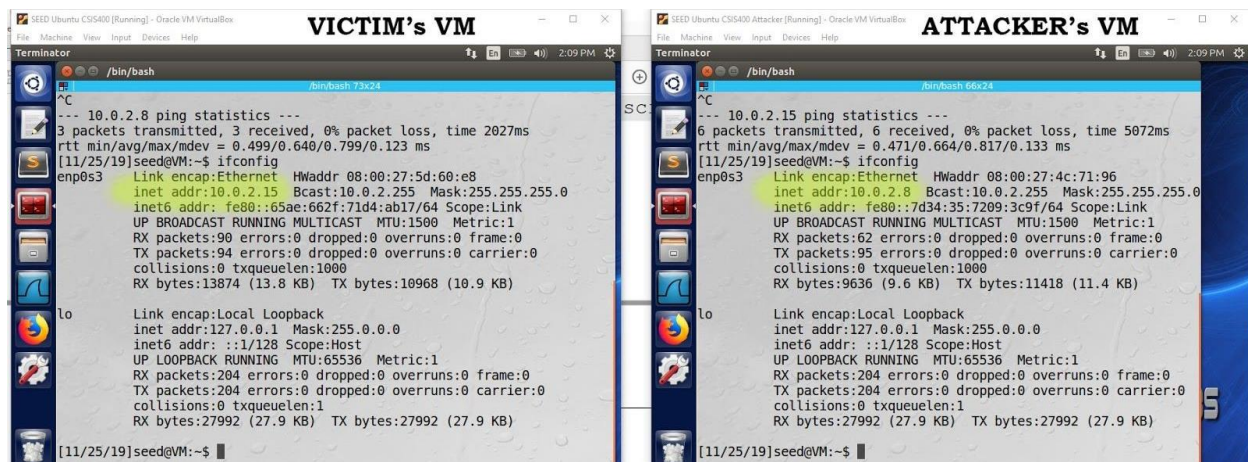 SEED Ubuntu CSIS400 [Running] - Oracle VM VirtualBox
VICTIM's VM
File Machine View Input Devices Help
Terminator
En
2:09 PM
/bin/bash
/bin/bash 73x24
^C
--- 10.0.2.8 ping statistics ---
3 packets transmitted, 3 received, 0% packet loss, time 2027ms
rtt min/avg/max/mdev = 0.499/0.640/0.799/0.123 ms
[11/25/19]seed@VM:~$ ifconfig
enp0s3 Link encap:Ethernet HWaddr 08:00:27:5d:60:e8
inet addr:10.0.2.15 Bcast:10.0.2.255 Mask:255.255.255.0
inet6 addr: fe80::65ae:662f:71d4:ab17/64 Scope:Link
UP BROADCAST RUNNING MULTICAST MTU:1500 Metric:1
RX packets:90 errors:0 dropped:0 overruns:0 frame:0
TX packets:94 errors:0 dropped:0 overruns:0 carrier:0
collisions:0 txqueuelen:1000
RX bytes:13874 (13.8 KB) TX bytes:10968 (10.9 KB)
lo Link encap:Local Loopback
inet addr:127.0.0.1 Mask:255.0.0.0
inet6 addr: ::1/128 Scope:Host
UP LOOPBACK RUNNING MTU:65536 Metric:1
RX packets:204 errors:0 dropped:0 overruns:0 frame:0
TX packets:204 errors:0 dropped:0 overruns:0 carrier:0
collisions:0 txqueuelen:1
RX bytes:27992 (27.9 KB) TX bytes:27992 (27.9 KB)
[11/25/19]seed@VM:~$
SEED Ubuntu CSIS400 Attacker [Running] - Oracle VM VirtualBox
ATTACKER's VM
File Machine View Input Devices Help
Terminator
En
2:09 PM
/bin/bash
/bin/bash 66x24
^C
--- 10.0.2.15 ping statistics ---
6 packets transmitted, 6 received, 0% packet loss, time 5072ms
rtt min/avg/max/mdev = 0.471/0.664/0.817/0.133 ms
[11/25/19]seed@VM:~$ ifconfig
enp0s3 Link encap:Ethernet HWaddr 08:00:27:4c:71:96
inet addr:10.0.2.8 Bcast:10.0.2.255 Mask:255.255.255.0
inet6 addr: fe80::7d34:35:7209:3c9f/64 Scope:Link
UP BROADCAST RUNNING MULTICAST MTU:1500 Metric:1
RX packets:62 errors:0 dropped:0 overruns:0 frame:0
TX packets:95 errors:0 dropped:0 overruns:0 carrier:0
collisions:0 txqueuelen:1000
RX bytes:9636 (9.6 KB) TX bytes:11418 (11.4 KB)
lo Link encap:Local Loopback
inet addr:127.0.0.1 Mask:255.0.0.0
inet6 addr: ::1/128 Scope:Host
UP LOOPBACK RUNNING MTU:65536 Metric:1
RX packets:204 errors:0 dropped:0 overruns:0 frame:0
TX packets:204 errors:0 dropped:0 overruns:0 carrier:0
collisions:0 txqueuelen:1
RX bytes:27992 (27.9 KB) TX bytes:27992 (27.9 KB)
[11/25/19]seed@VM:~$